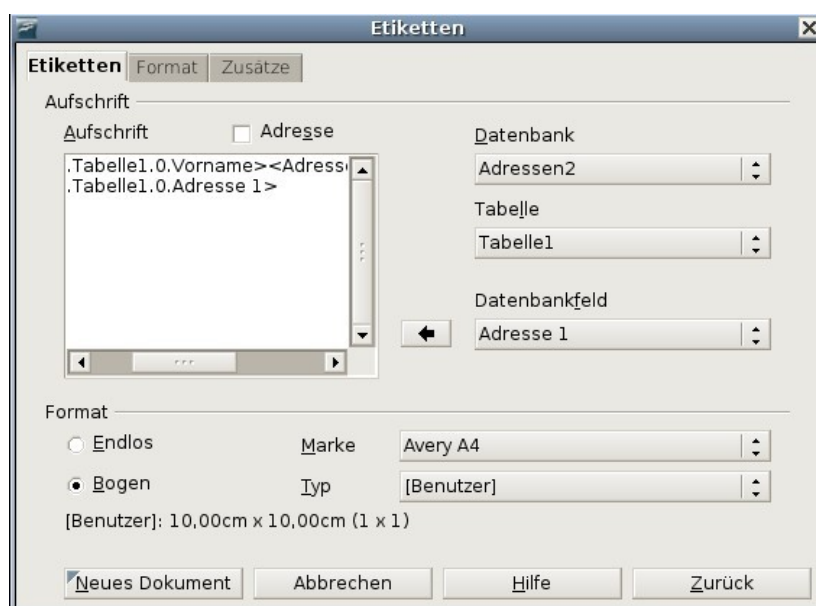 Etiketten
Etiketten Format Zusätze
Aufschrift
Aufschrift Adresse
.Tabelle1.0.Vorname><Adress
.Tabelle1.0.Adresse 1>
Datenbank
Adressen2
Tabelle
Tabelle1
Datenbankfeld
Adresse 1
Format
Endlos
Marke Avery A4
Bogen
Typ [Benutzer]
[Benutzer]: 10,00cm x 10,00cm (1 x 1)
Neues Dokument Abbrechen Hilfe Zurück